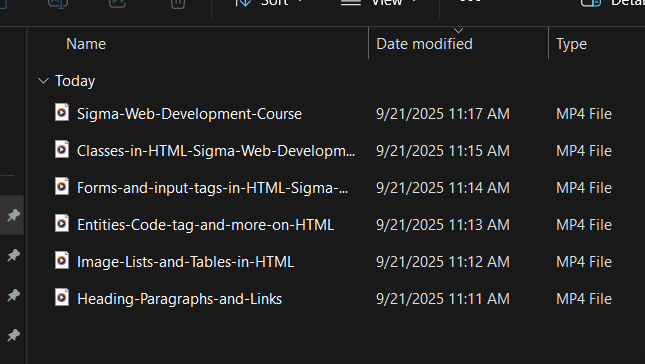 Sort
View
Name Date modified Type
Today
Sigma-Web-Development-Course 9/21/2025 11:17 AM MP4 File
Classes-in-HTML-Sigma-Web-Developm... 9/21/2025 11:15 AM MP4 File
Forms-and-input-tags-in-HTML-Sigma-... 9/21/2025 11:14 AM MP4 File
Entities-Code-tag-and-more-on-HTML 9/21/2025 11:13 AM MP4 File
Image-Lists-and-Tables-in-HTML 9/21/2025 11:12 AM MP4 File
Heading-Paragraphs-and-Links 9/21/2025 11:11 AM MP4 File